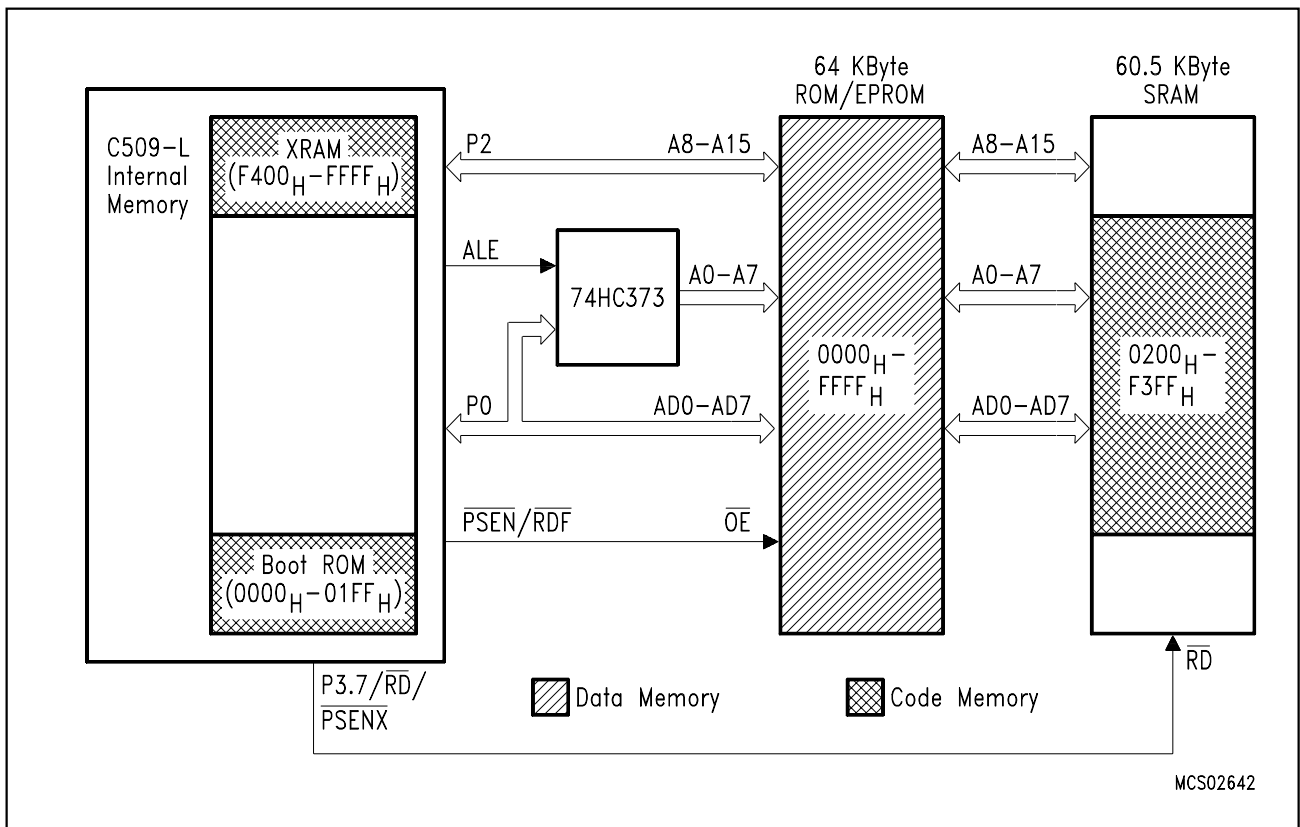 64 KByte
ROM/EPROM
60.5 KByte
SRAM
C509-L
Internal
Memory
XRAM
(F400H-FFFFH)
P2
A8-A15
A8-A15
ALE
74HC373
A0-A7
A0-A7
0000H-
FFFFH
0200H-
F3FFH
P0
AD0-AD7
AD0-AD7
PSEN/RDF
OE
Boot ROM
(0000H-01FFH)
P3.7/RD/
PSENX
RD
Data Memory
Code Memory
MCS02642